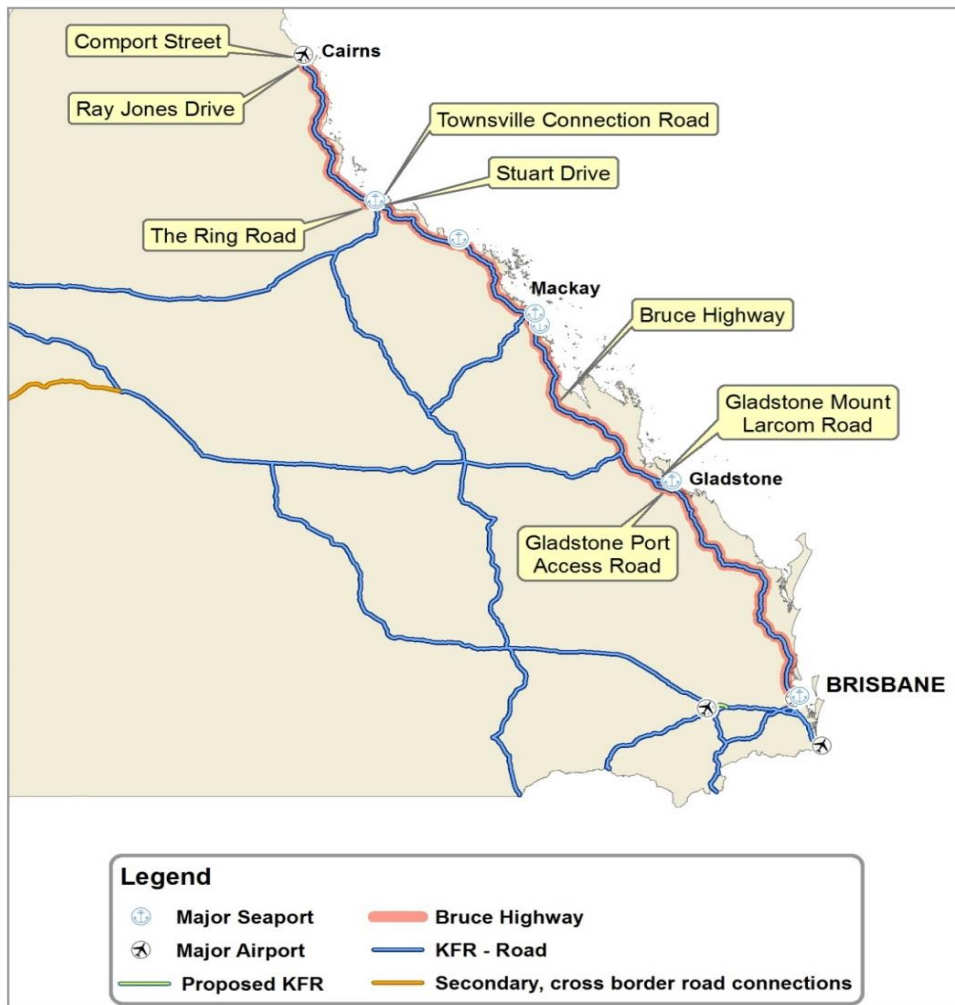 Comport Street
Cairns
Ray Jones Drive
Townsville Connection Road
Stuart Drive
The Ring Road
Mackay
Bruce Highway
Gladstone Mount
Larcom Road
Gladstone
Gladstone Port
Access Road
BRISBANE
Legend
Major Seaport
Bruce Highway
Major Airport
KFR - Road
Proposed KFR
Secondary, cross border road connections